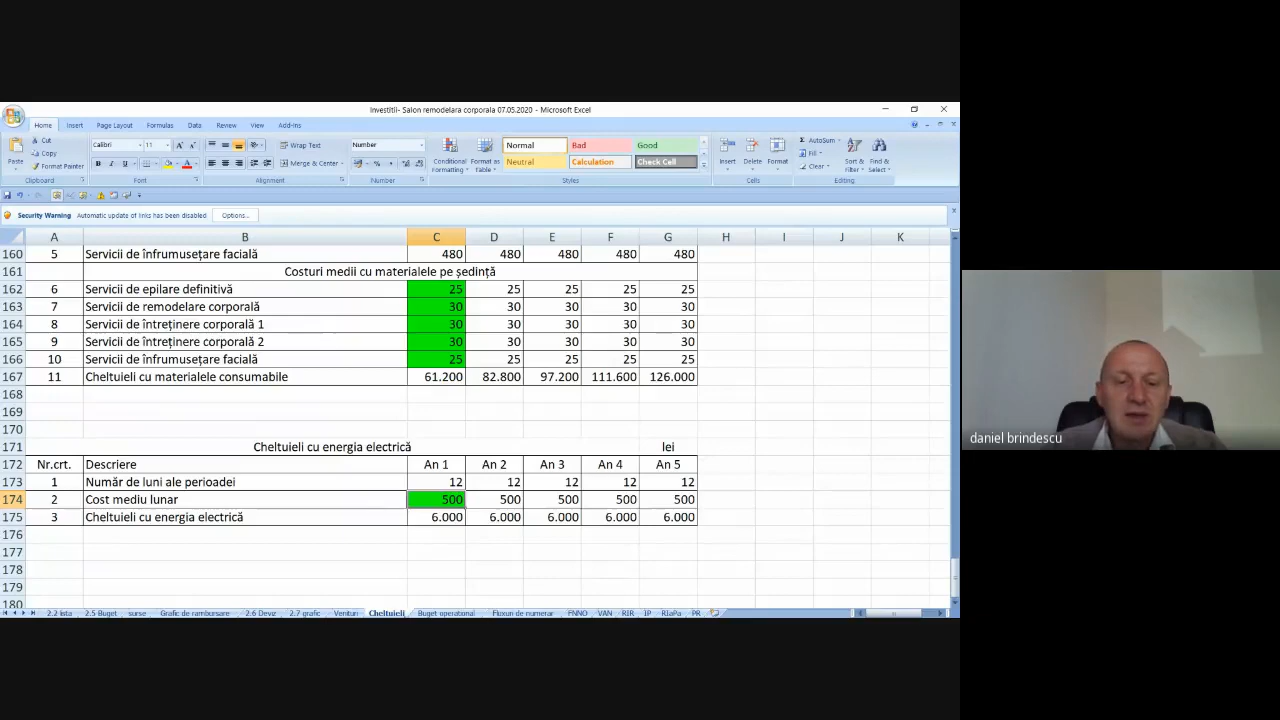 Investitii- Salon remodelara corporala 07.05.2020 - Microsoft Excel
Home Insert Page Layout Formulas Data Review View Add-Ins
Paste Cut Copy Format Painter Clipboard
Calibri 11 Font
Wrap Text Merge & Center Alignment
Number Number
Conditional Formatting Format as Table Normal Bad Good Neutral Calculation Check Cell Styles
Insert Delete Format Cells
AutoSum Fill Clear Sort & Filter Find & Select Editing
Security Warning Automatic update of links has been disabled Options...
A B C D E F G H I J K
160 5 Servicii de înfrumusețare facială 480 480 480 480 480
161 Costuri medii cu materialele pe ședință
162 6 Servicii de epilare definitivă 25 25 25 25 25
163 7 Servicii de remodelare corporală 30 30 30 30 30
164 8 Servicii de întreținere corporală 1 30 30 30 30 30
165 9 Servicii de întreținere corporală 2 30 30 30 30 30
166 10 Servicii de înfrumusețare facială 25 25 25 25 25
167 11 Cheltuieli cu materialele consumabile 61.200 82.800 97.200 111.600 126.000
168
169
170
171 Cheltuieli cu energia electrică lei
172 Nr.crt. Descriere An 1 An 2 An 3 An 4 An 5
173 1 Număr de luni ale perioadei 12 12 12 12 12
174 2 Cost mediu lunar 500 500 500 500 500
175 3 Cheltuieli cu energia electrică 6.000 6.000 6.000 6.000 6.000
176
177
178
179
180
2.2 lista 2.5 Buget surse Grafic de rambursare 2.6 Deviz 2.7 grafic Venituri Cheltuieli Buget operational Fluxun de numerar FNNO VAN RIR IP RIaPa PR
daniel brindescu